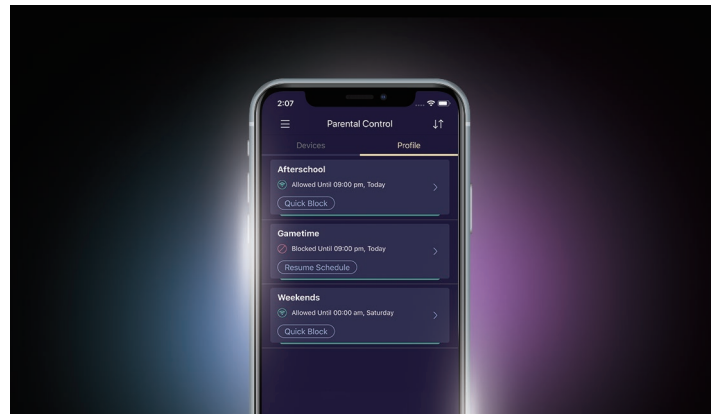 2:07
Parental Control
Devices
Profile
Afterschool
Allowed Until 09:00 pm, Today
Quick Block
Gametime
Blocked Until 09:00 pm, Today
Resume Schedule
Weekends
Allowed Until 00:00 am, Saturday
Quick Block